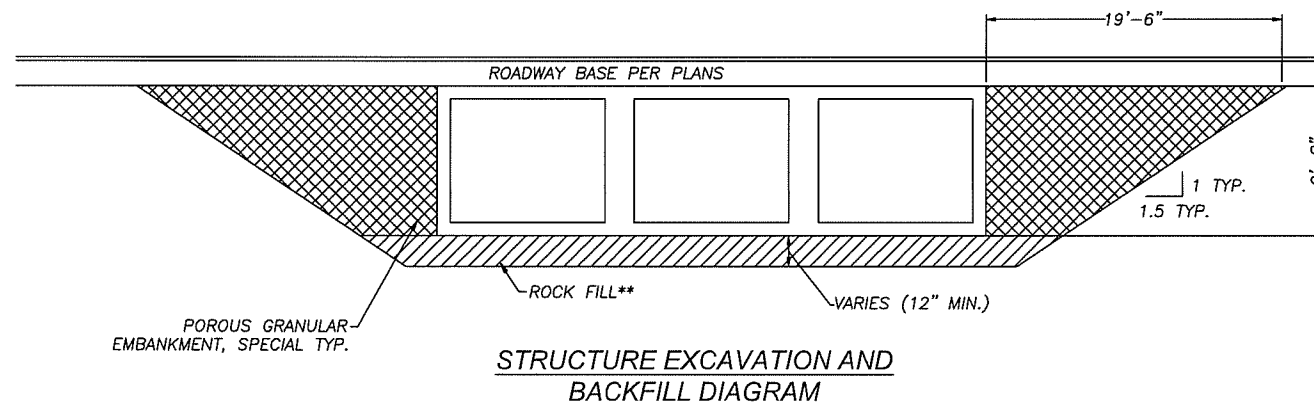 19'-6"
ROADWAY BASE PER PLANS
1 TYP.
1.5 TYP.
ROCK FILL**
VARIES (12" MIN.)
POROUS GRANULAR
EMBANKMENT, SPECIAL TYP.
STRUCTURE EXCAVATION AND
BACKFILL DIAGRAM